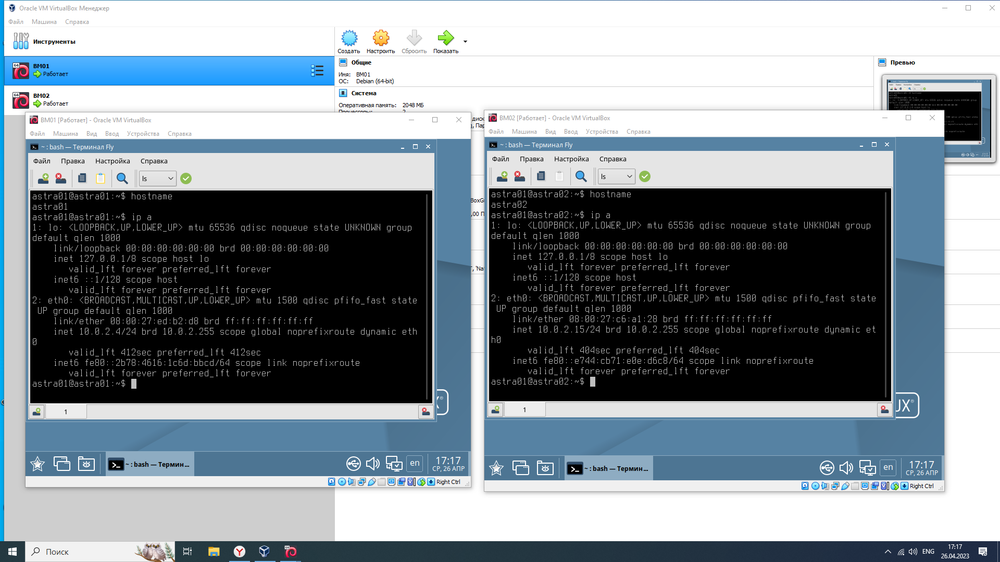 Oracle VM VirtualBox Менеджер
Файл Машина Справка
Инструменты
Создать Настроить Сбросить Показать
64
ВМ01
Работает
64
ВМ02
Работает
Общие
Имя: ВМ01
ОС: Debian (64-bit)
Система
Оперативная память: 2048 МБ
Процессоры: 2
Превью
ВМ01 [Работает] - Oracle VM VirtualBox
Файл Машина Вид Ввод Устройства Справка
~ : bash — Терминал Fly
Файл Правка Настройка Справка
ls
astra01@astra01:~$ hostname
astra01
astra01@astra01:~$ ip a
1: lo: <LOOPBACK,UP,LOWER_UP> mtu 65536 qdisc noqueue state UNKNOWN group
default qlen 1000
link/loopback 00:00:00:00:00:00 brd 00:00:00:00:00:00
inet 127.0.0.1/8 scope host lo
valid_lft forever preferred_lft forever
inet6 ::1/128 scope host
valid_lft forever preferred_lft forever
2: eth0: <BROADCAST,MULTICAST,UP,LOWER_UP> mtu 1500 qdisc pfifo_fast state
UP group default qlen 1000
link/ether 08:00:27:ed:b2:d8 brd ff:ff:ff:ff:ff:ff
inet 10.0.2.4/24 brd 10.0.2.255 scope global noprefixroute dynamic eth
0
valid_lft 412sec preferred_lft 412sec
inet6 fe80::2b78:4616:1c6d:bbcd/64 scope link noprefixroute
valid_lft forever preferred_lft forever
astra01@astra01:~$
1
~ : bash — Термин...
en
17:17
СР, 26 АПР
Right Ctrl
ВМ02 [Работает] - Oracle VM VirtualBox
Файл Машина Вид Ввод Устройства Справка
~ : bash — Терминал Fly
Файл Правка Настройка Справка
ls
astra01@astra02:~$ hostname
astra02
astra01@astra02:~$ ip a
1: lo: <LOOPBACK,UP,LOWER_UP> mtu 65536 qdisc noqueue state UNKNOWN group
default qlen 1000
link/loopback 00:00:00:00:00:00 brd 00:00:00:00:00:00
inet 127.0.0.1/8 scope host lo
valid_lft forever preferred_lft forever
inet6 ::1/128 scope host
valid_lft forever preferred_lft forever
2: eth0: <BROADCAST,MULTICAST,UP,LOWER_UP> mtu 1500 qdisc pfifo_fast state
UP group default qlen 1000
link/ether 08:00:27:c6:a1:28 brd ff:ff:ff:ff:ff:ff
inet 10.0.2.15/24 brd 10.0.2.255 scope global noprefixroute dynamic et
h0
valid_lft 404sec preferred_lft 404sec
inet6 fe80::e744:cb71:e0e:d6c8/64 scope link noprefixroute
valid_lft forever preferred_lft forever
astra01@astra02:~$
1
UX®
~ : bash — Термин...
en
17:17
СР, 26 АПР
Right Ctrl
Поиск
ENG
17:17
26.04.2023